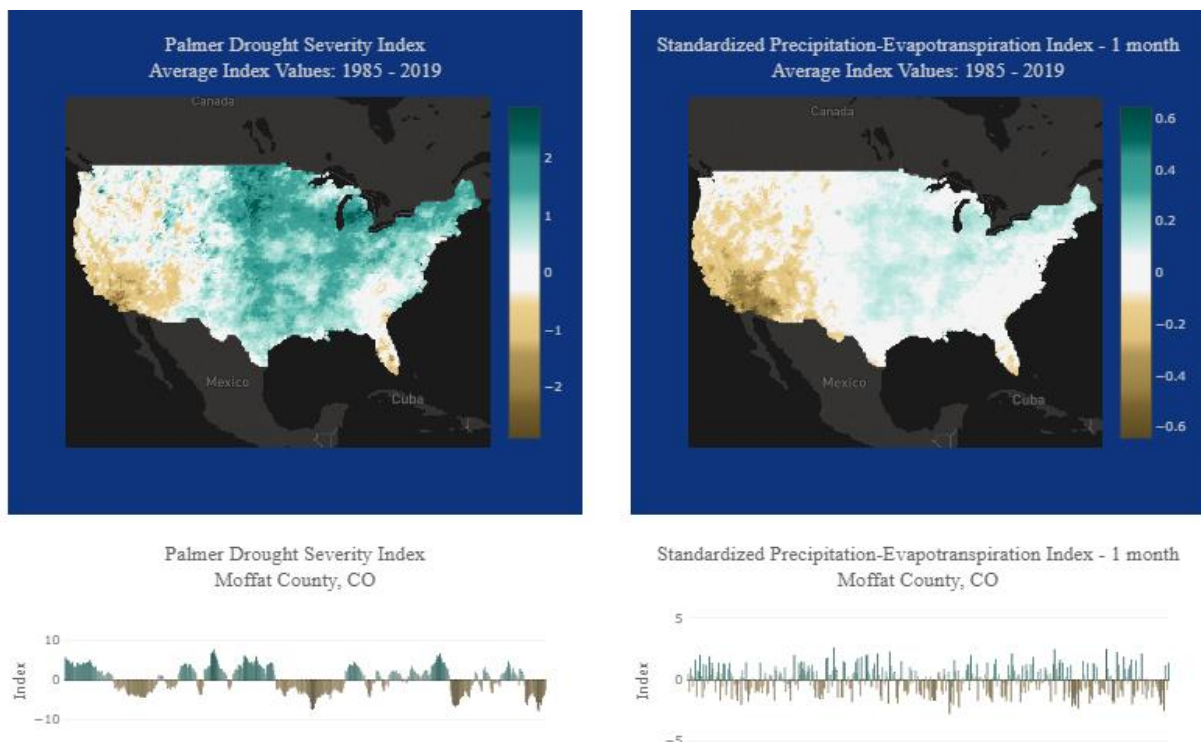 Palmer Drought Severity Index
Average Index Values: 1985 - 2019
Canada
Mexico
Cuba
2
1
0
−1
−2
Standardized Precipitation-Evapotranspiration Index - 1 month
Average Index Values: 1985 - 2019
Canada
Mexico
Cuba
0.6
0.4
0.2
0
−0.2
−0.4
−0.6
Palmer Drought Severity Index
Moffat County, CO
Index
10
0
−10
Standardized Precipitation-Evapotranspiration Index - 1 month
Moffat County, CO
Index
5
0
−5